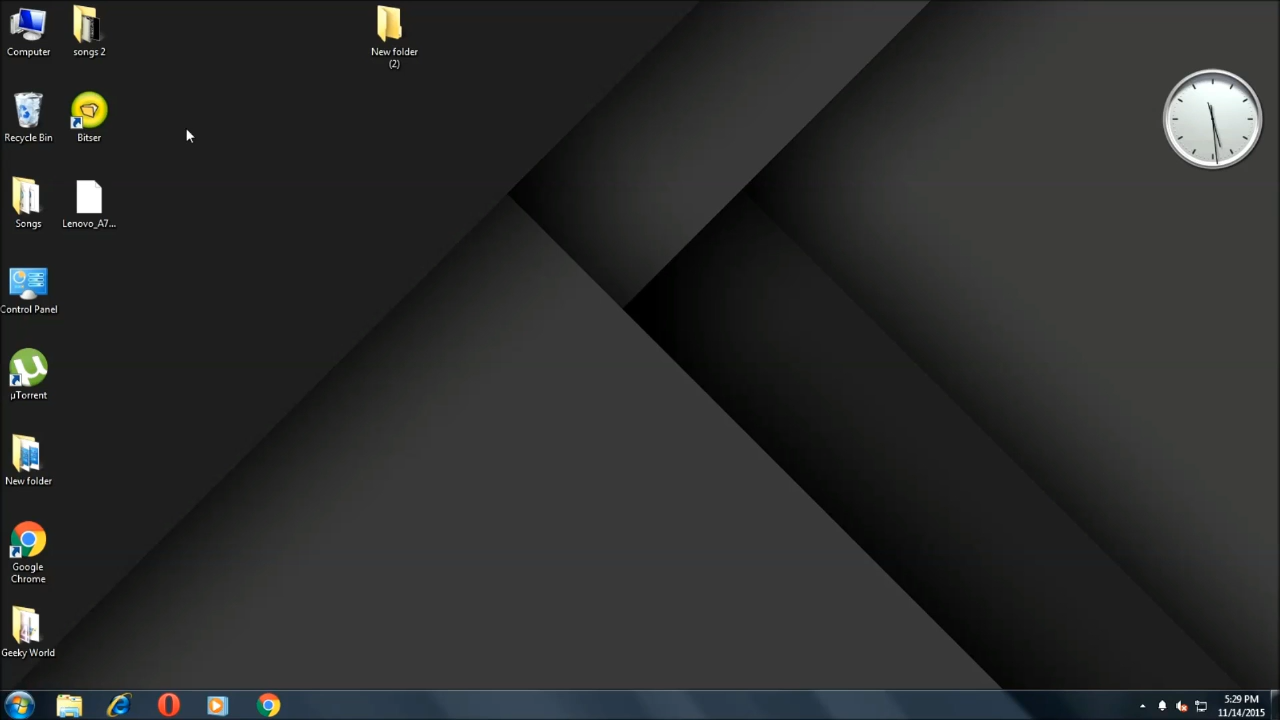 Computer
songs 2
New folder
(2)
Recycle Bin
Bitser
Songs
Lenovo_A7...
Control Panel
µTorrent
New folder
Google
Chrome
Geeky World
5:29 PM
11/14/2015